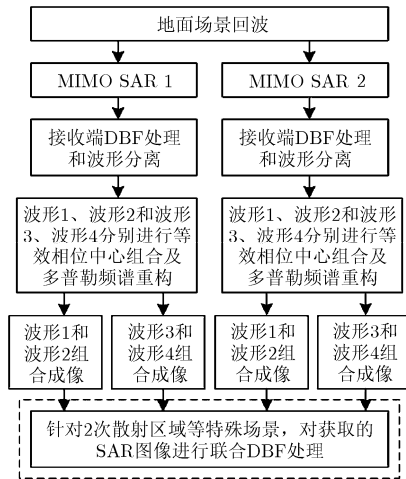 地面场景回波
MIMO SAR 1
MIMO SAR 2
接收端DBF处理
和波形分离
接收端DBF处理
和波形分离
波形1、波形2和波形
3、波形4分别进行等
效相位中心组合及
多普勒频谱重构
波形1、波形2和波形
3、波形4分别进行等
效相位中心组合及
多普勒频谱重构
波形1和
波形2组
合成像
波形3和
波形4组
合成像
波形1和
波形2组
合成像
波形3和
波形4组
合成像
针对2次散射区域等特殊场景，对获取的
SAR图像进行联合DBF处理